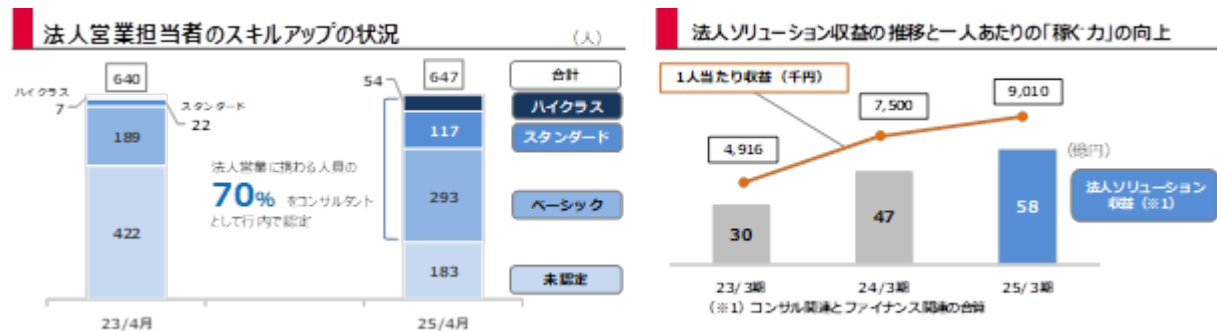 法人営業担当者のスキルアップの状況
(人)
640
647
54
合計
ハイクラス
7
スタンダード
22
ハイクラス
189
117
スタンダード
法人営業に携わる人員の
70% をコンサルタント
として行内で認定
293
ベーシック
422
183
未認定
23/4月
25/4月
法人ソリューション収益の推移と一人あたりの「稼ぐ力」の向上
1人当たり収益（千円）
4,916
7,500
9,010
(億円)
法人ソリューション
収益（※1）
30
47
58
23/3期
24/3期
25/3期
（※1）コンサル関連とファイナンス関連の合算